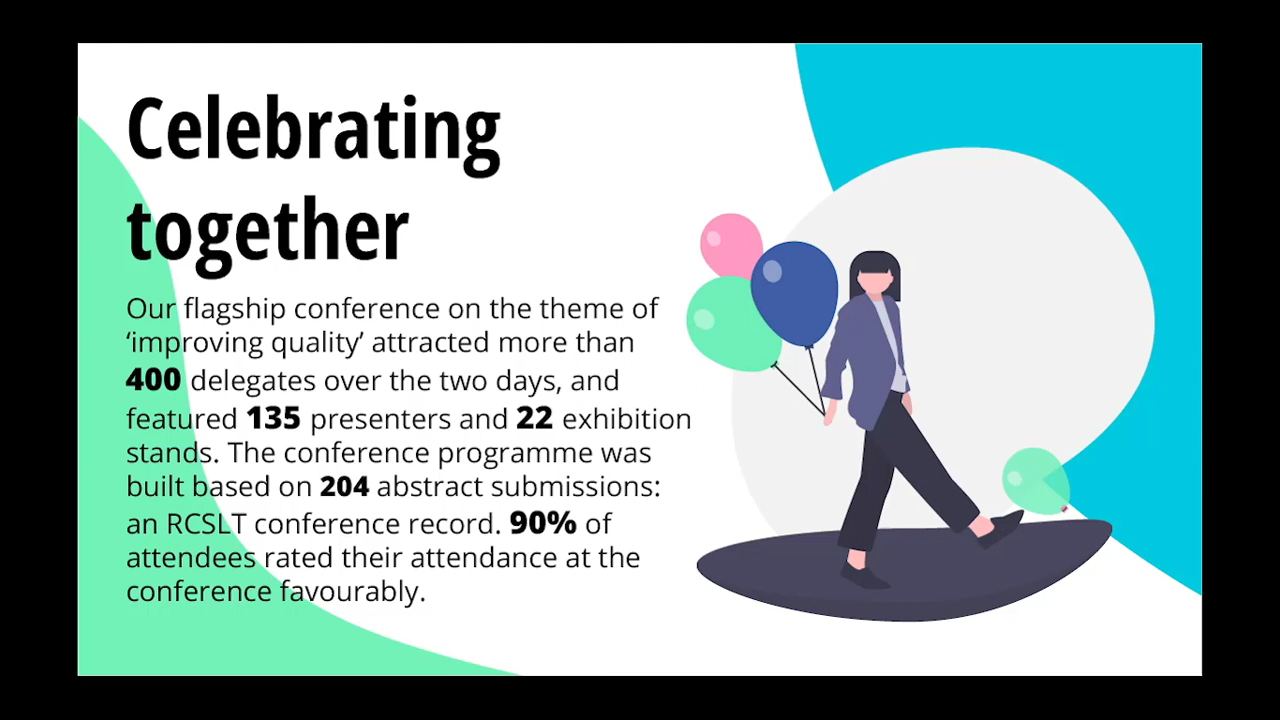 Celebrating
together
Our flagship conference on the theme of
‘improving quality’ attracted more than
400 delegates over the two days, and
featured 135 presenters and 22 exhibition
stands. The conference programme was
built based on 204 abstract submissions:
an RCSLT conference record. 90% of
attendees rated their attendance at the
conference favourably.